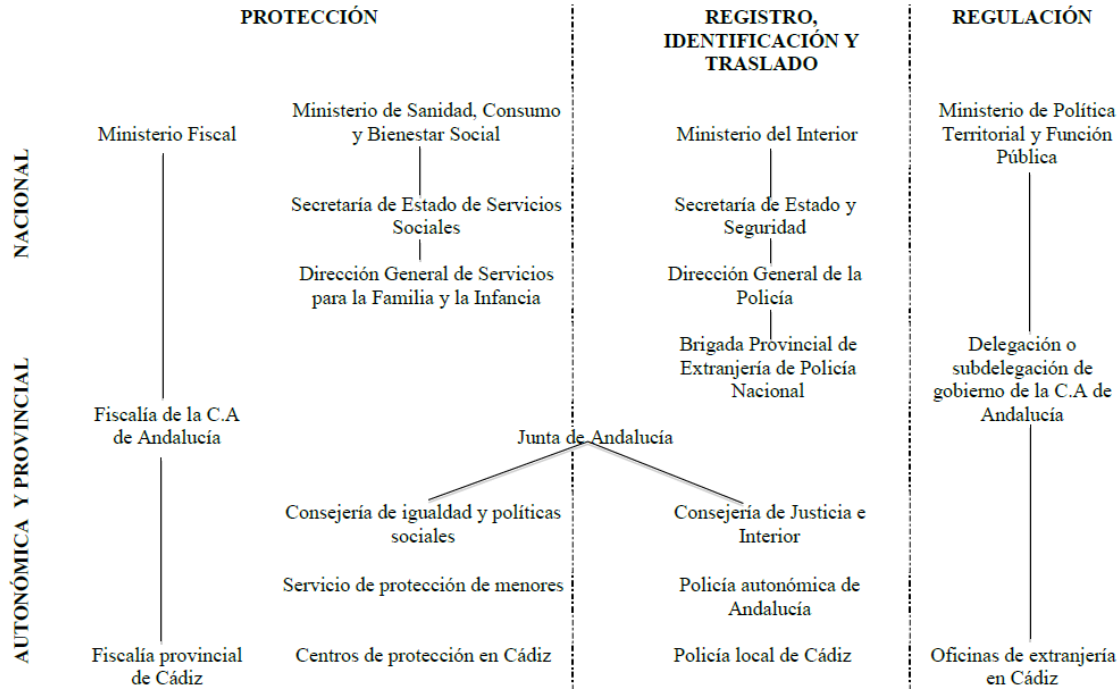 PROTECCIÓN
REGISTRO,
IDENTIFICACIÓN Y
TRASLADO
REGULACIÓN
NACIONAL
Ministerio Fiscal
Ministerio de Sanidad, Consumo
y Bienestar Social
Ministerio del Interior
Ministerio de Política
Territorial y Función
Pública
Secretaría de Estado de Servicios
Sociales
Secretaría de Estado y
Seguridad
Dirección General de Servicios
para la Familia y la Infancia
Dirección General de la
Policía
AUTONÓMICA Y PROVINCIAL
Brigada Provincial de
Extranjería de Policía
Nacional
Delegación o
subdelegación de
gobierno de la C.A de
Andalucía
Fiscalía de la C.A
de Andalucía
Junta de Andalucía
Consejería de igualdad y políticas
sociales
Consejería de Justicia e
Interior
Servicio de protección de menores
Policía autonómica de
Andalucía
Fiscalía provincial
de Cádiz
Centros de protección en Cádiz
Policía local de Cádiz
Oficinas de extranjería
en Cádiz